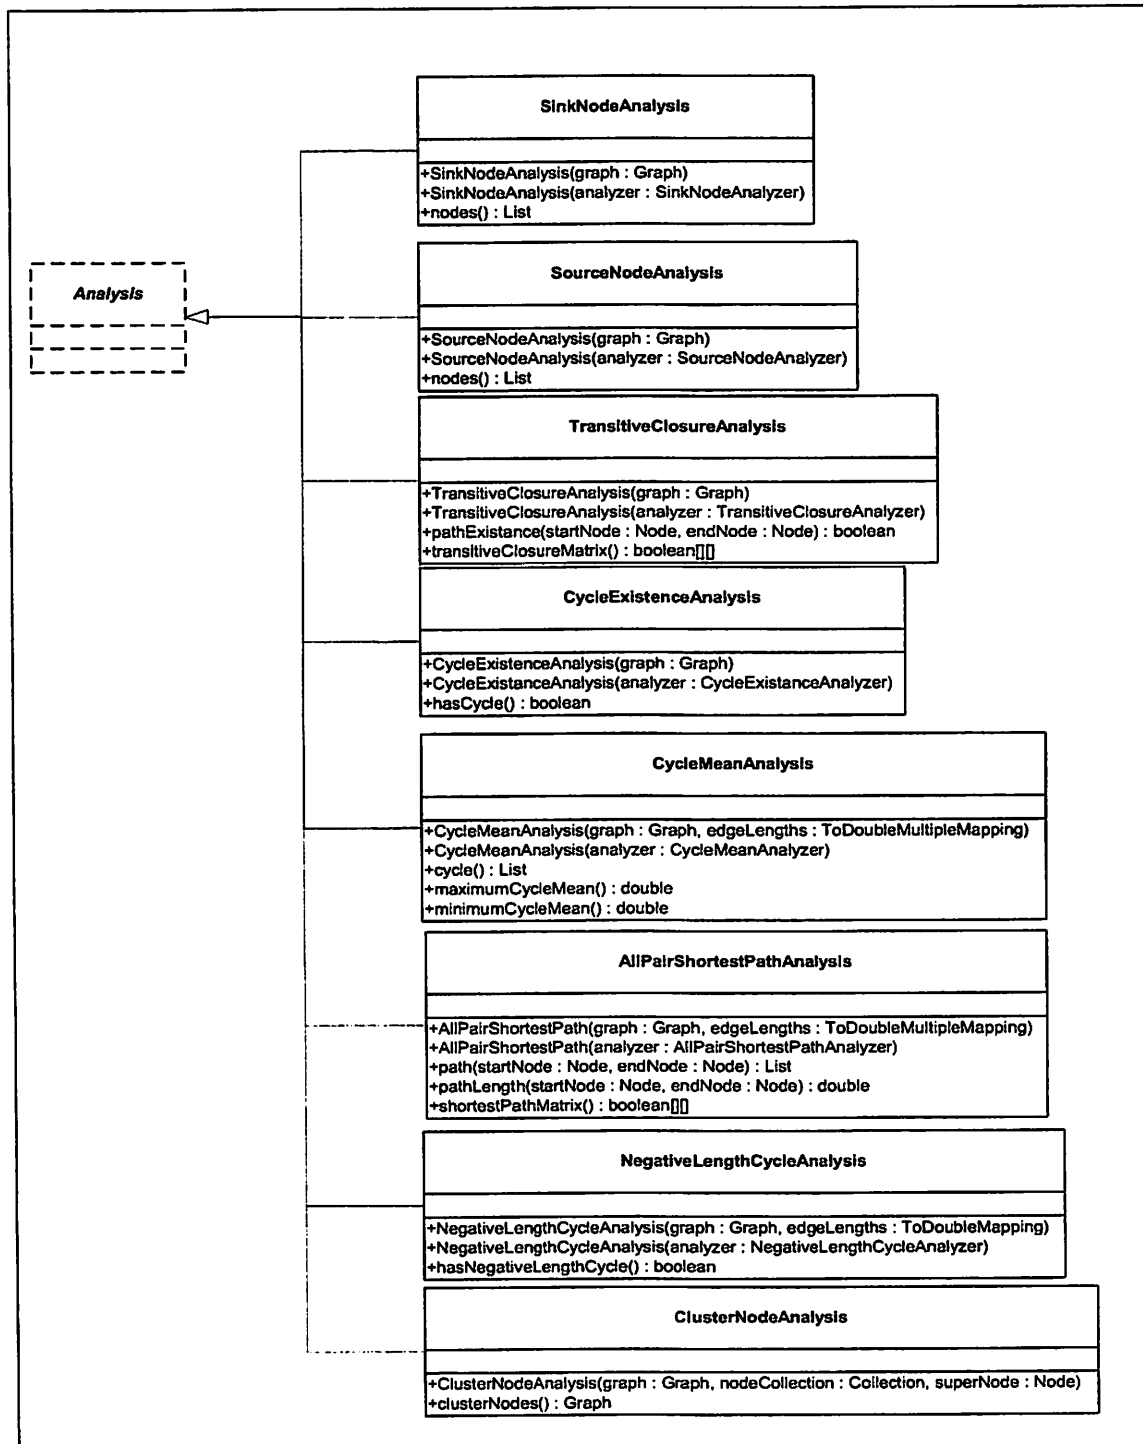 SinkNodeAnalysis
+SinkNodeAnalysis(graph : Graph)
+SinkNodeAnalysis(analyzer : SinkNodeAnalyzer)
+nodes() : List
Analysis
SourceNodeAnalysis
+SourceNodeAnalysis(graph : Graph)
+SourceNodeAnalysis(analyzer : SourceNodeAnalyzer)
+nodes() : List
TransitiveClosureAnalysis
+TransitiveClosureAnalysis(graph : Graph)
+TransitiveClosureAnalysis(analyzer : TransitiveClosureAnalyzer)
+pathExistance(startNode : Node, endNode : Node) : boolean
+transitiveClosureMatrix() : boolean[][]
CycleExistenceAnalysis
+CycleExistenceAnalysis(graph : Graph)
+CycleExistanceAnalysis(analyzer : CycleExistanceAnalyzer)
+hasCycle() : boolean
CycleMeanAnalysis
+CycleMeanAnalysis(graph : Graph, edgeLengths : ToDoubleMultipleMapping)
+CycleMeanAnalysis(analyzer : CycleMeanAnalyzer)
+cycle() : List
+maximumCycleMean() : double
+minimumCycleMean() : double
AllPairShortestPathAnalysis
+AllPairShortestPath(graph : Graph, edgeLengths : ToDoubleMultipleMapping)
+AllPairShortestPath(analyzer : AllPairShortestPathAnalyzer)
+path(startNode : Node, endNode : Node) : List
+pathLength(startNode : Node, endNode : Node) : double
+shortestPathMatrix() : boolean[][]
NegativeLengthCycleAnalysis
+NegativeLengthCycleAnalysis(graph : Graph, edgeLengths : ToDoubleMapping)
+NegativeLengthCycleAnalysis(analyzer : NegativeLengthCycleAnalyzer)
+hasNegativeLengthCycle() : boolean
ClusterNodeAnalysis
+ClusterNodeAnalysis(graph : Graph, nodeCollection : Collection, superNode : Node)
+clusterNodes() : Graph